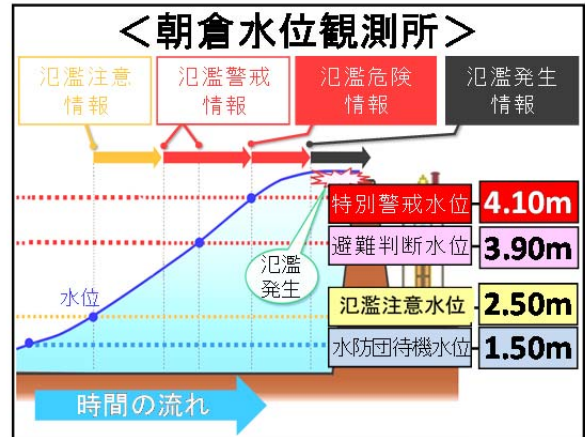 ＜朝倉水位観測所＞
氾濫注意
情報
氾濫警戒
情報
氾濫危険
情報
氾濫発生
情報
特別警戒水位
4.10m
避難判断水位
3.90m
氾濫
発生
水位
氾濫注意水位
2.50m
水防団待機水位
1.50m
時間の流れ